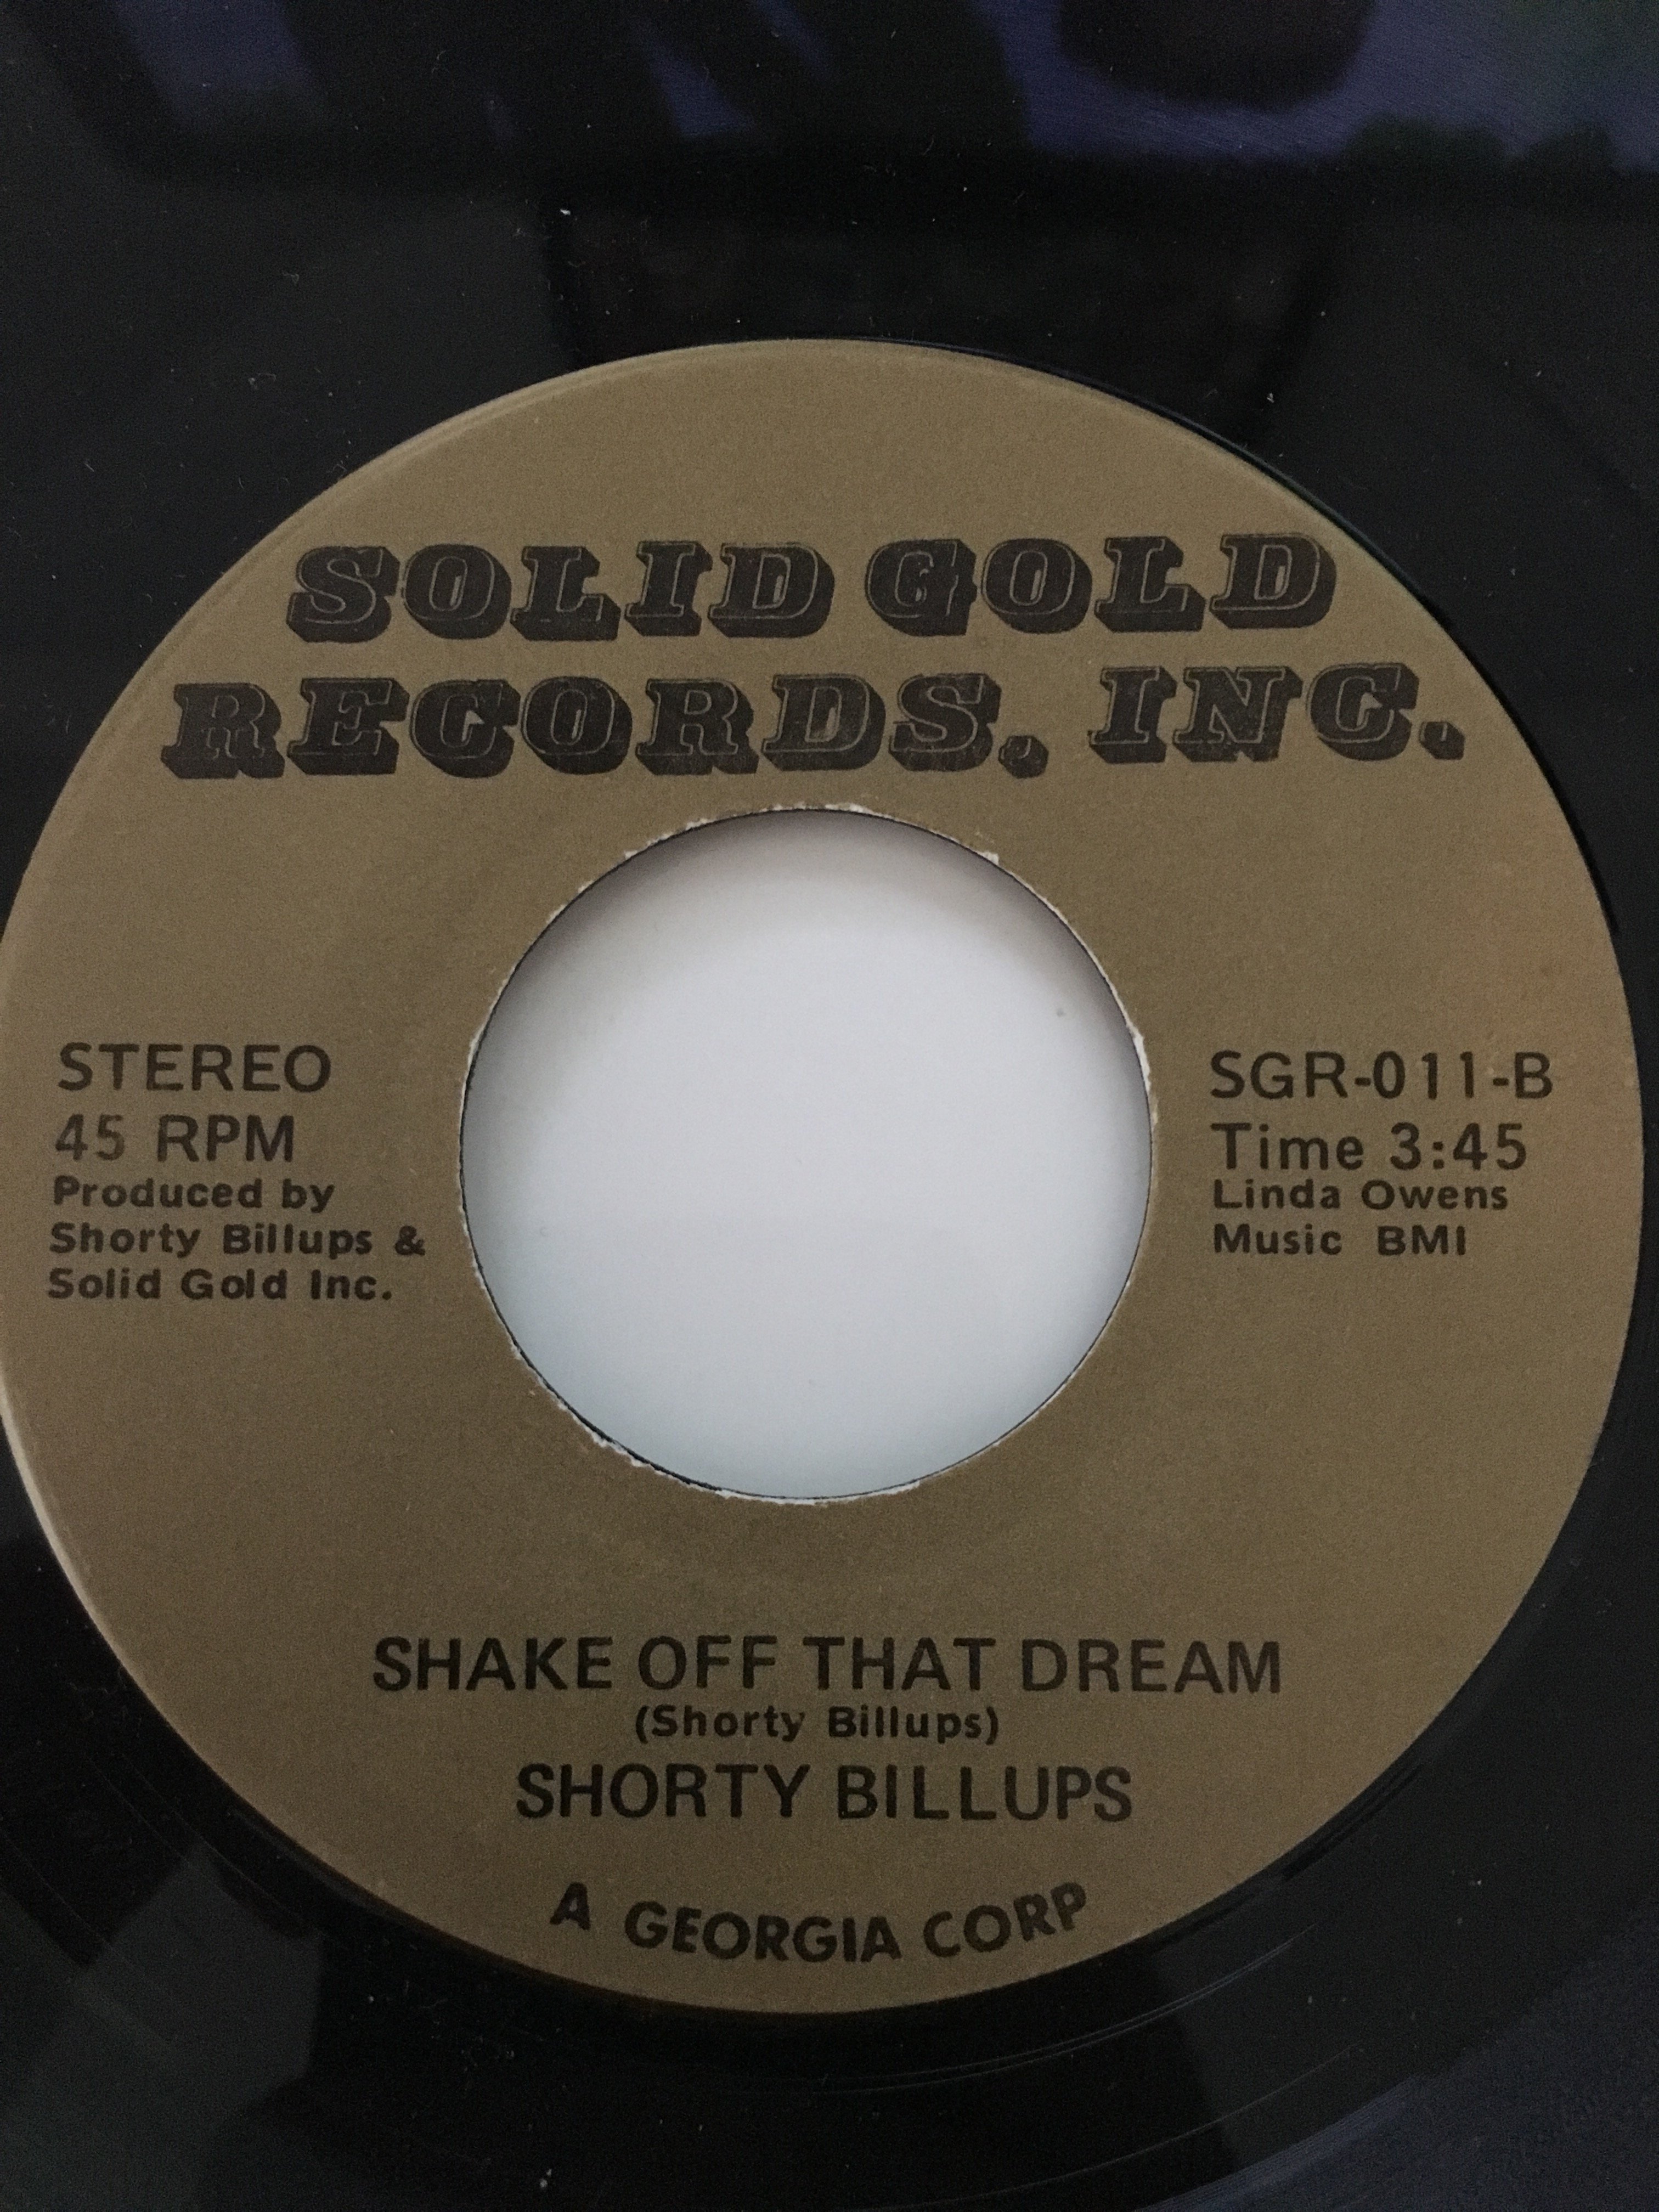 SOLID GOLD
RECORDS, INC.
STEREO
45 RPM
Produced by
Shorty Billups &
Solid Gold Inc.
SGR-011-B
Time 3:45
Linda Owens
Music BMI
SHAKE OFF THAT DREAM
(Shorty Billups)
SHORTY BILLUPS
A GEORGIA CORP